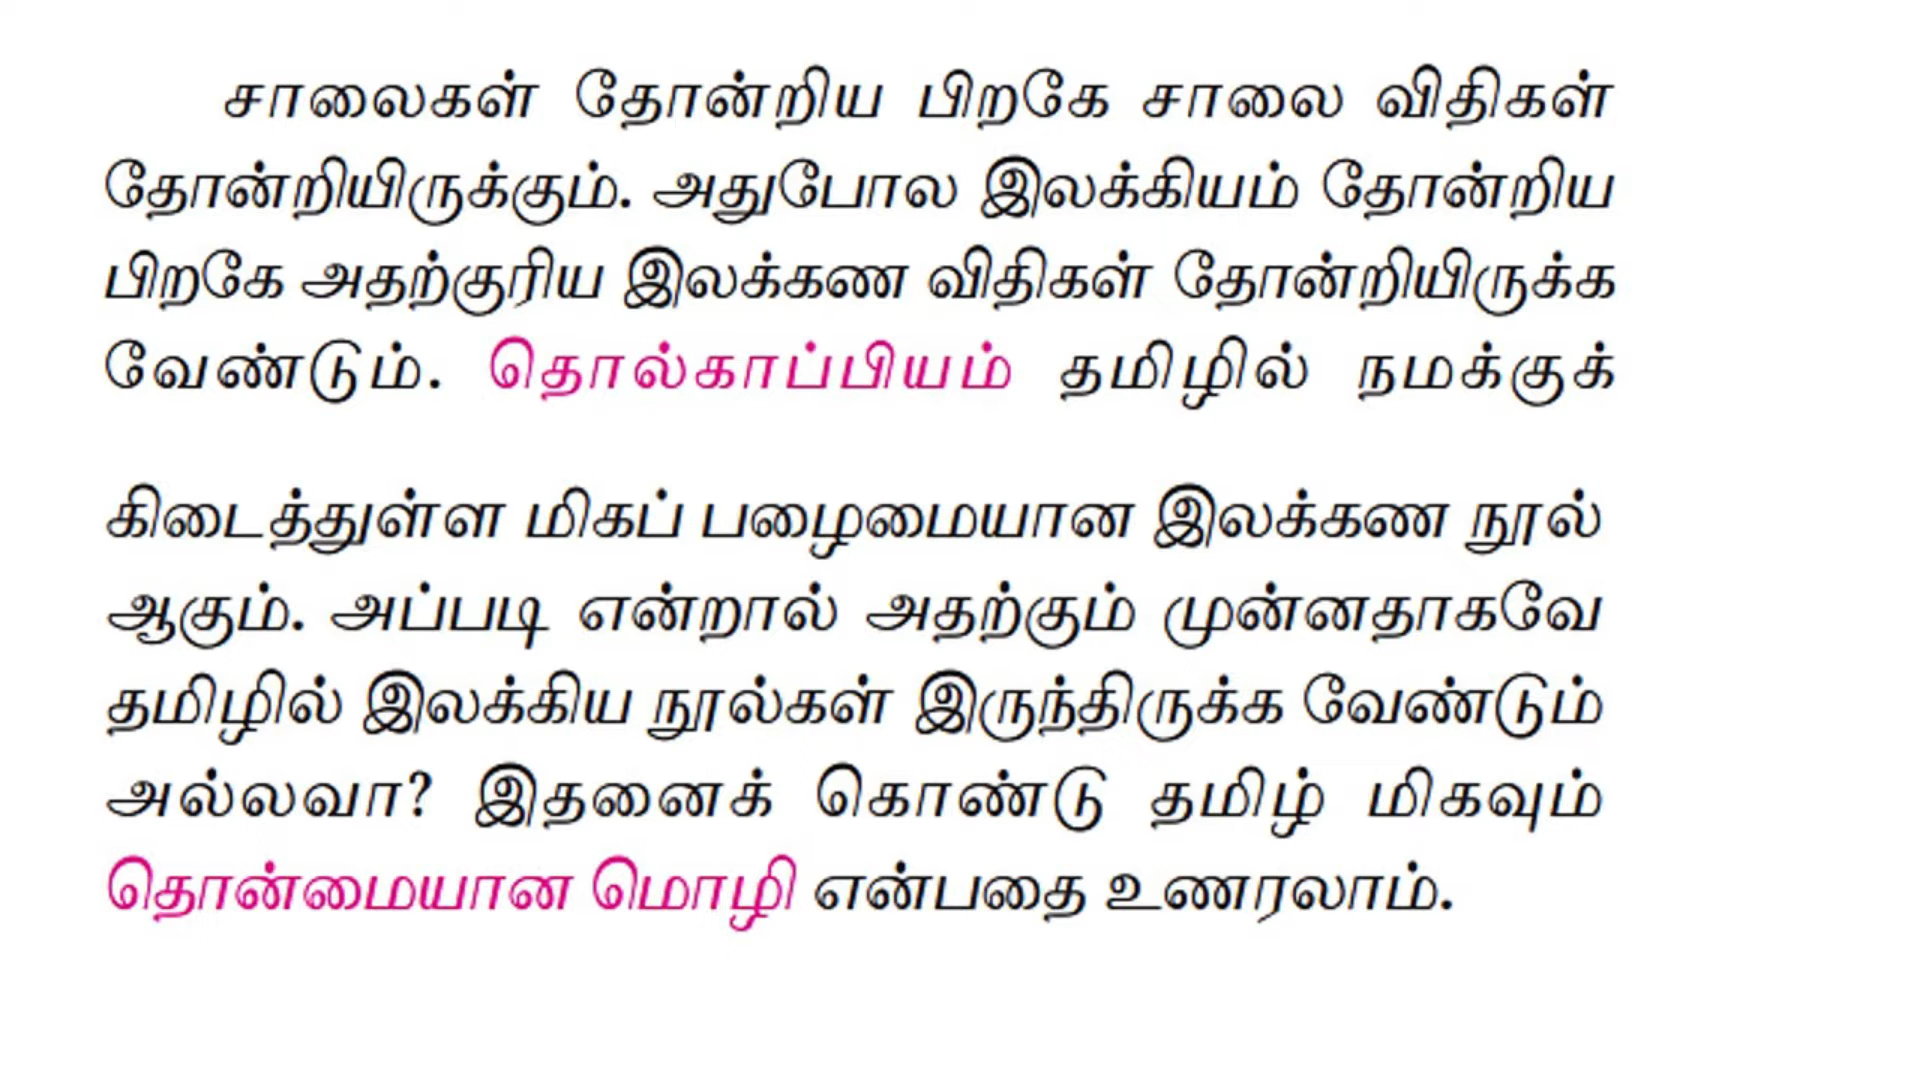 சாலைகள் தோன்றிய பிறகே சாலை விதிகள்
தோன்றியிருக்கும். அதுபோல இலக்கியம் தோன்றிய
பிறகே அதற்குரிய இலக்கண விதிகள் தோன்றியிருக்க
வேண்டும். தொல்காப்பியம் தமிழில் நமக்குக்
கிடைத்துள்ள மிகப் பழைமையான இலக்கண நூல்
ஆகும். அப்படி என்றால் அதற்கும் முன்னதாகவே
தமிழில் இலக்கிய நூல்கள் இருந்திருக்க வேண்டும்
அல்லவா? இதனைக் கொண்டு தமிழ் மிகவும்
தொன்மையான மொழி என்பதை உணரலாம்.